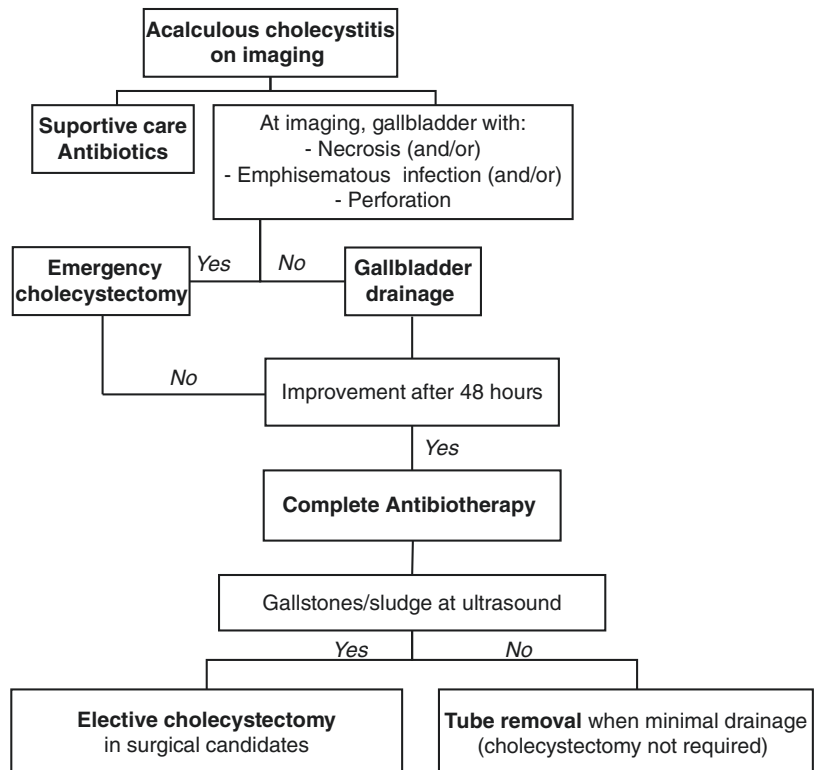 Acalculous cholecystitis
on imaging
Suportive care
Antibiotics
At imaging, gallbladder with:
- Necrosis (and/or)
- Emphisematous infection (and/or)
- Perforation
Emergency
cholecystectomy
Yes
No
Gallbladder
drainage
No
Improvement after 48 hours
Yes
Complete Antibiotherapy
Gallstones/sludge at ultrasound
Yes
No
Elective cholecystectomy
in surgical candidates
Tube removal when minimal drainage
(cholecystectomy not required)